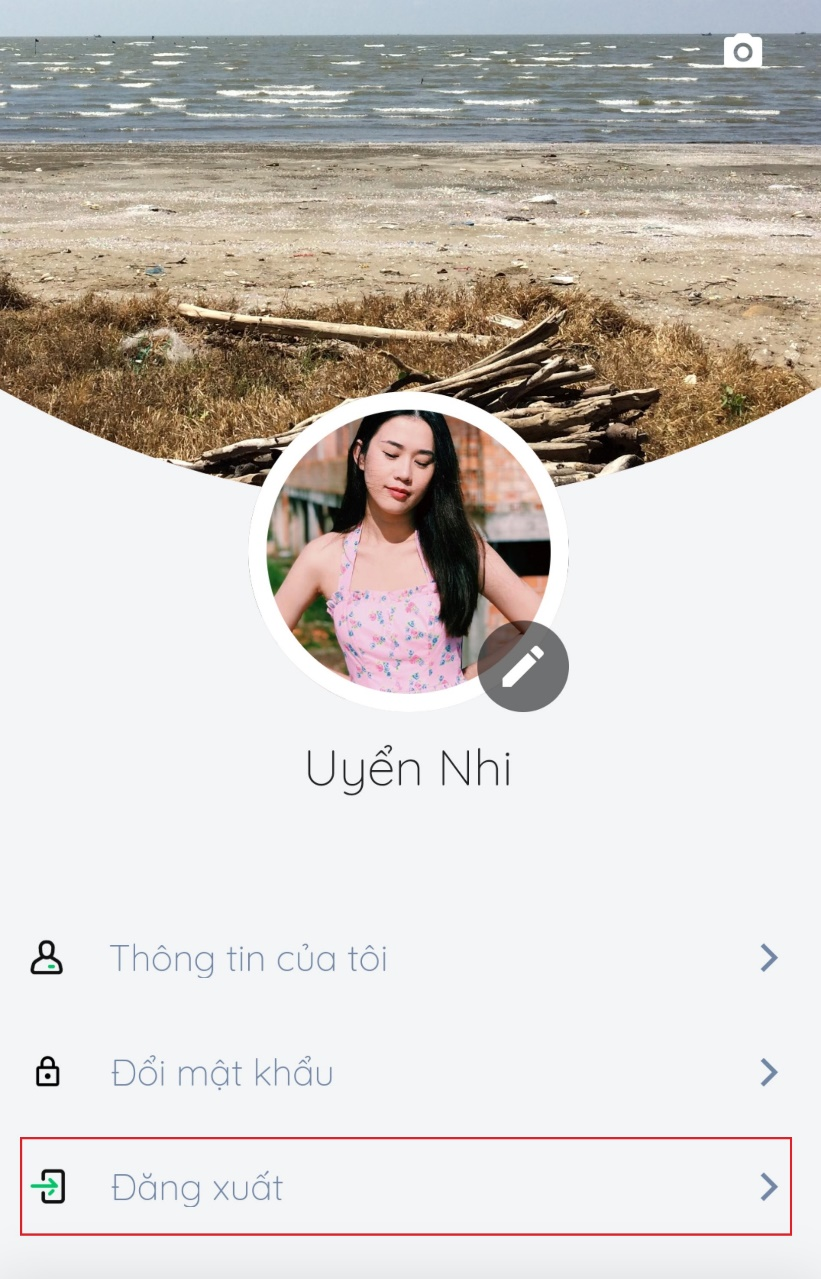 Uyển Nhi
Thông tin của tôi
Đổi mật khẩu
Đăng xuất